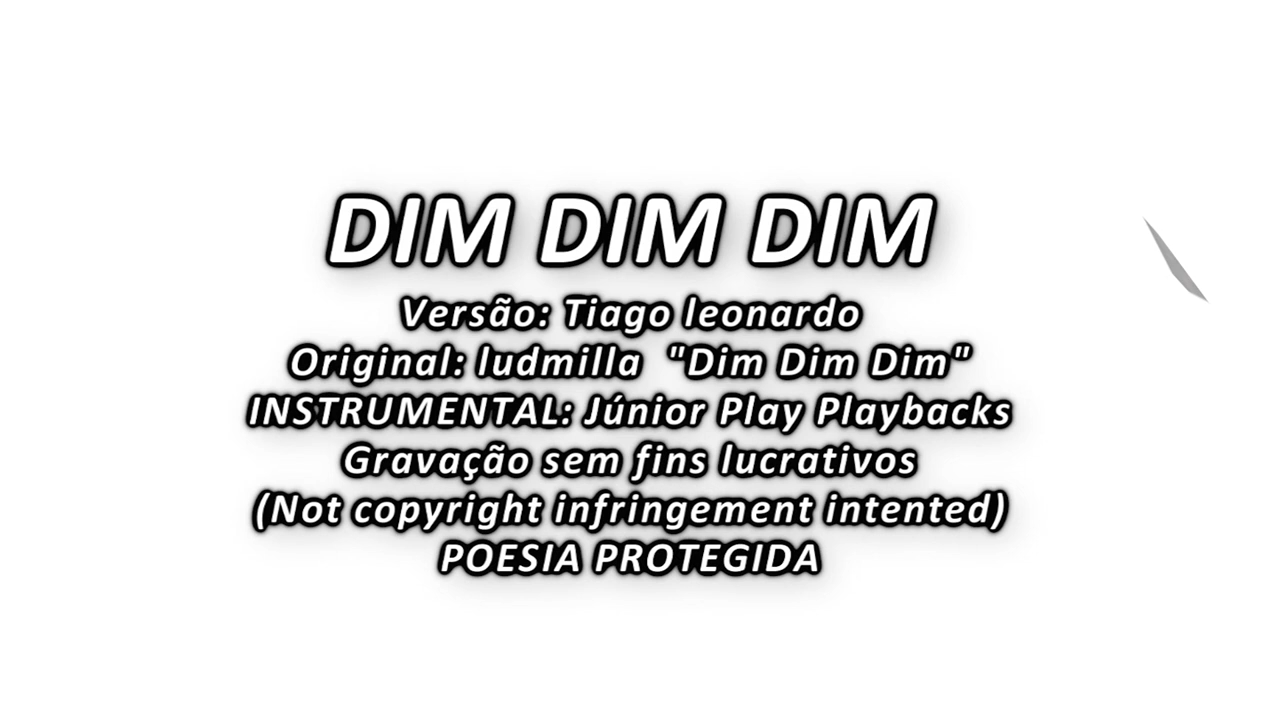 DIM DIM DIM
Versão: Tiago leonardo
Original: ludmilla "Dim Dim Dim"
INSTRUMENTAL: Júnior Play Playbacks
Gravação sem fins lucrativos
(Not copyright infringement intented)
POESIA PROTEGIDA